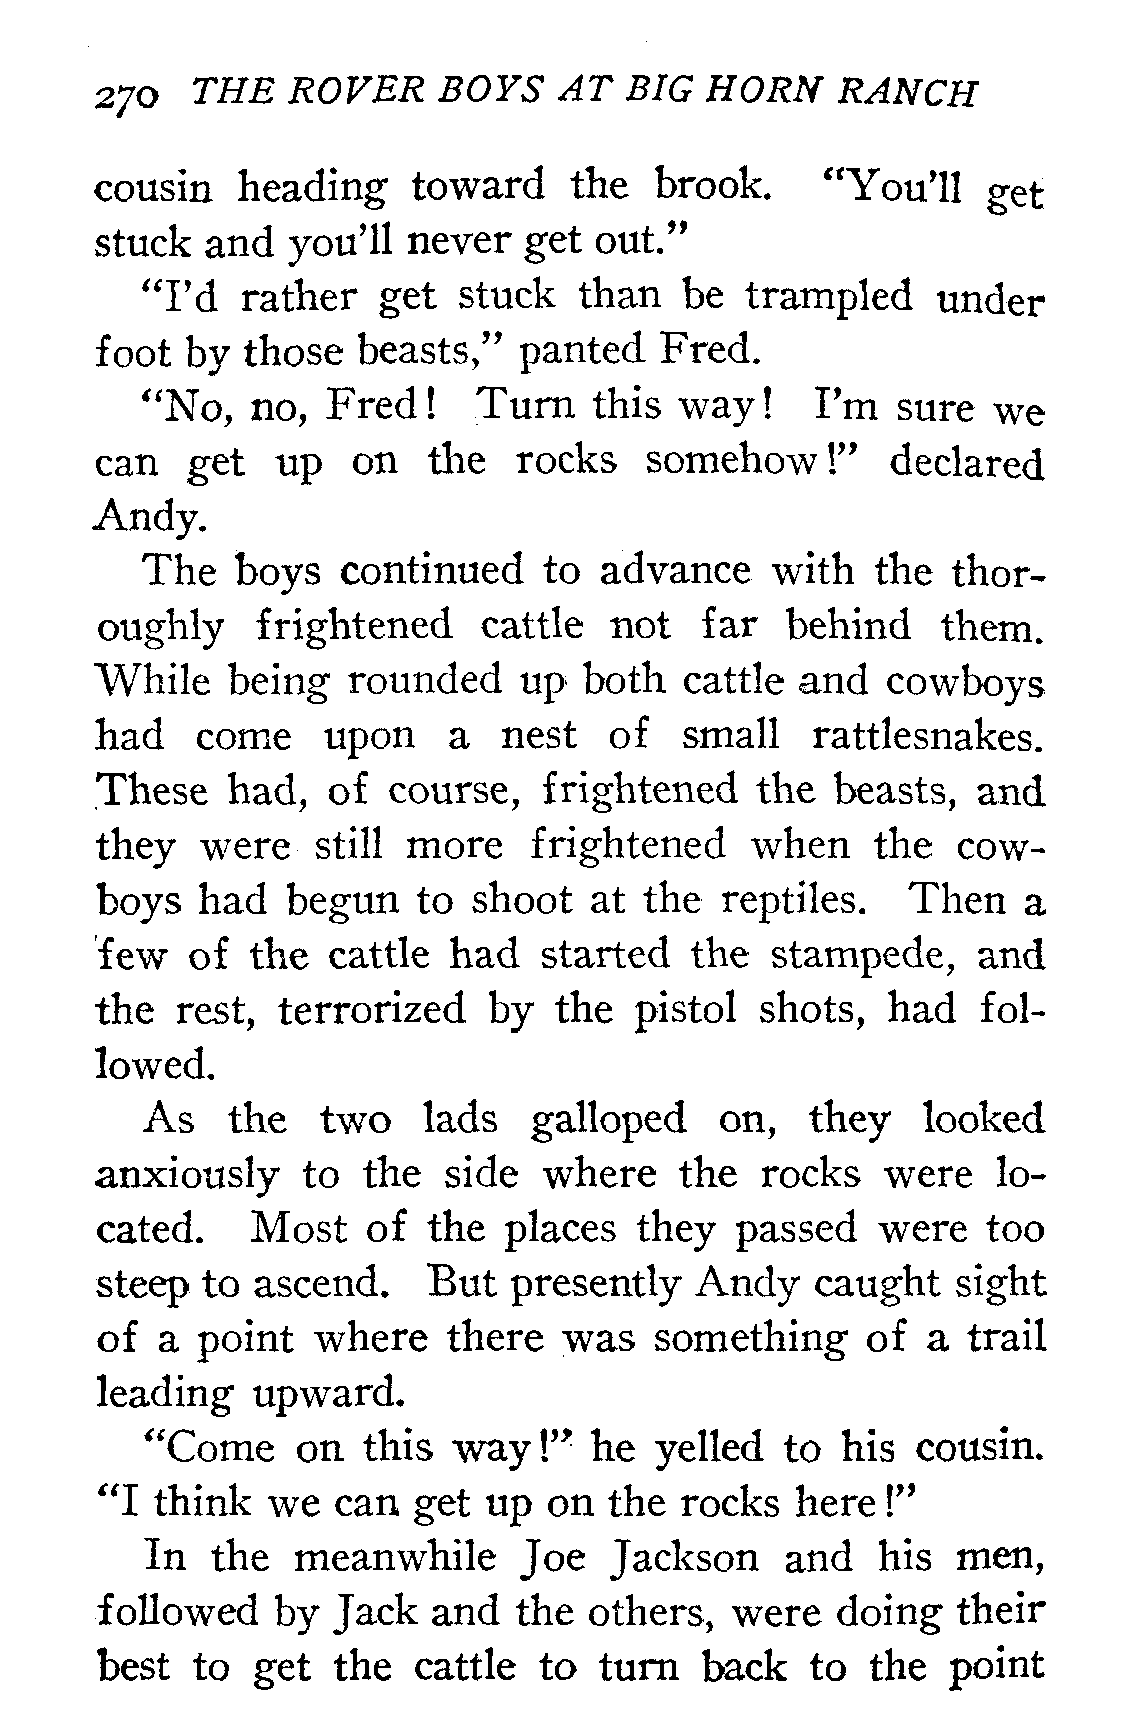 270 THE ROVER BOYS AT BIG HORN RANCH
cousin heading toward the brook. “You’ll get
stuck and you’ll never get out.”
“I’d rather get stuck than be trampled under
foot by those beasts,” panted Fred.
“No, no, Fred! Turn this way! I’m sure we
can get up on the rocks somehow!” declared
Andy.
The boys continued to advance with the thor-
oughly frightened cattle not far behind them.
While being rounded up both cattle and cowboys
had come upon a nest of small rattlesnakes.
These had, of course, frightened the beasts, and
they were still more frightened when the cow-
boys had begun to shoot at the reptiles. Then a
few of the cattle had started the stampede, and
the rest, terrorized by the pistol shots, had fol-
lowed.
As the two lads galloped on, they looked
anxiously to the side where the rocks were lo-
cated. Most of the places they passed were too
steep to ascend. But presently Andy caught sight
of a point where there was something of a trail
leading upward.
“Come on this way!” he yelled to his cousin.
“I think we can get up on the rocks here!”
In the meanwhile Joe Jackson and his men,
followed by Jack and the others, were doing their
best to get the cattle to turn back to the point